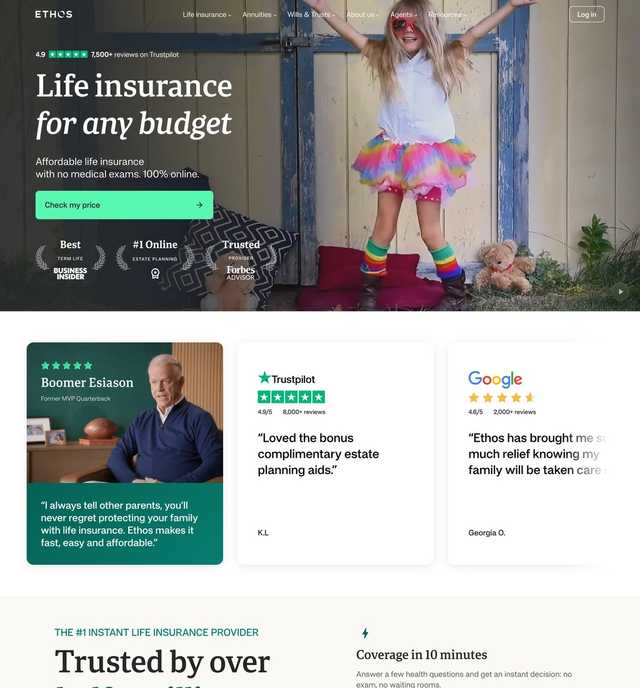 ETHOS
Life insurance
Annuities
Wills & Trusts
About us
Agents
Resources
Log in
4.9 7,500+ reviews on Trustpilot
Life insurance
for any budget
Affordable life insurance
with no medical exams. 100% online.
Check my price →
Best
TERM LIFE
BUSINESS
INSIDER
#1 Online
ESTATE PLANNING
Trusted
PROVIDER
Forbes
ADVISOR
Boomer Esiason
Former MVP Quarterback
“I always tell other parents, you’ll
never regret protecting your family
with life insurance. Ethos makes it
fast, easy and affordable.”
Trustpilot
4.9/5 8,000+ reviews
“Loved the bonus
complimentary estate
planning aids.”
K.L
Google
4.6/5 2,000+ reviews
“Ethos has brought me
much relief knowing my
family will be taken care
Georgia O.
THE #1 INSTANT LIFE INSURANCE PROVIDER
Trusted by over
Coverage in 10 minutes
Answer a few health questions and get an instant decision: no
exam, no waiting rooms.